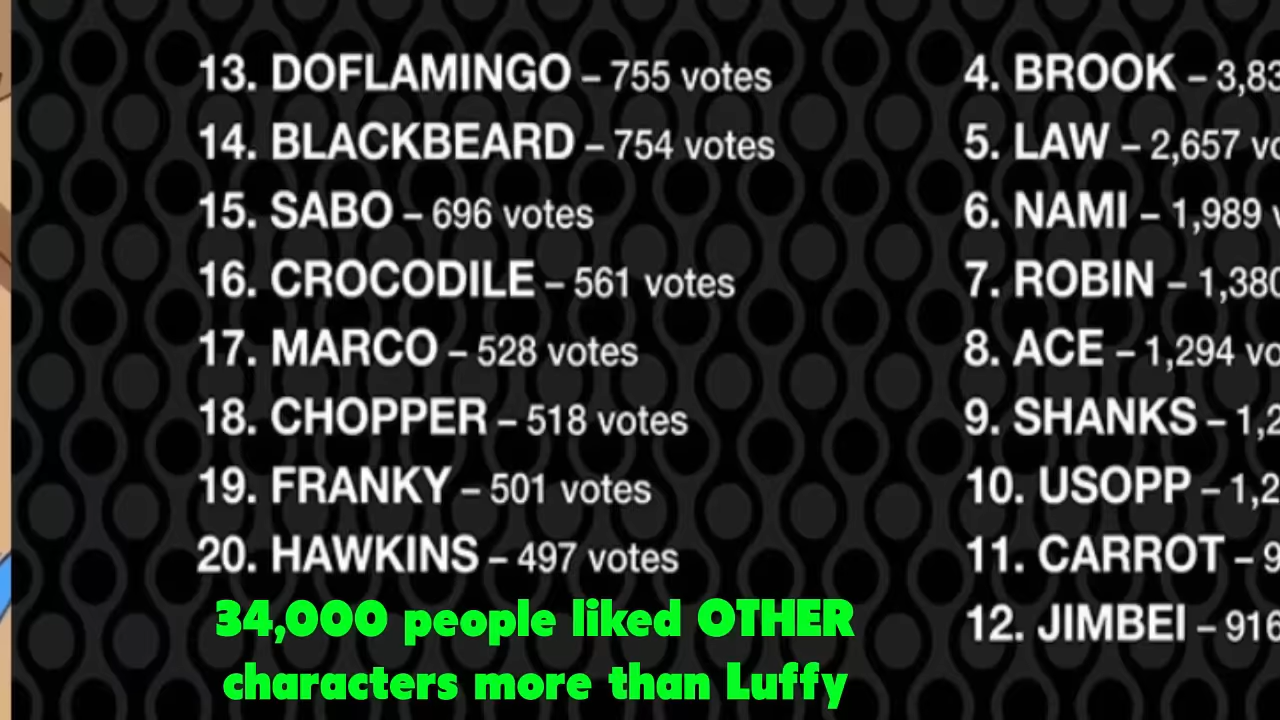 13. DOFLAMINGO – 755 votes
14. BLACKBEARD – 754 votes
15. SABO – 696 votes
16. CROCODILE – 561 votes
17. MARCO – 528 votes
18. CHOPPER – 518 votes
19. FRANKY – 501 votes
20. HAWKINS – 497 votes
34,000 people liked OTHER
characters more than Luffy
4. BROOK –
5. LAW – 2,657
6. NAMI – 1,989
7. ROBIN –
8. ACE – 1,294
9. SHANKS –
10. USOPP –
11. CARROT –
12. JIMBEI – 916